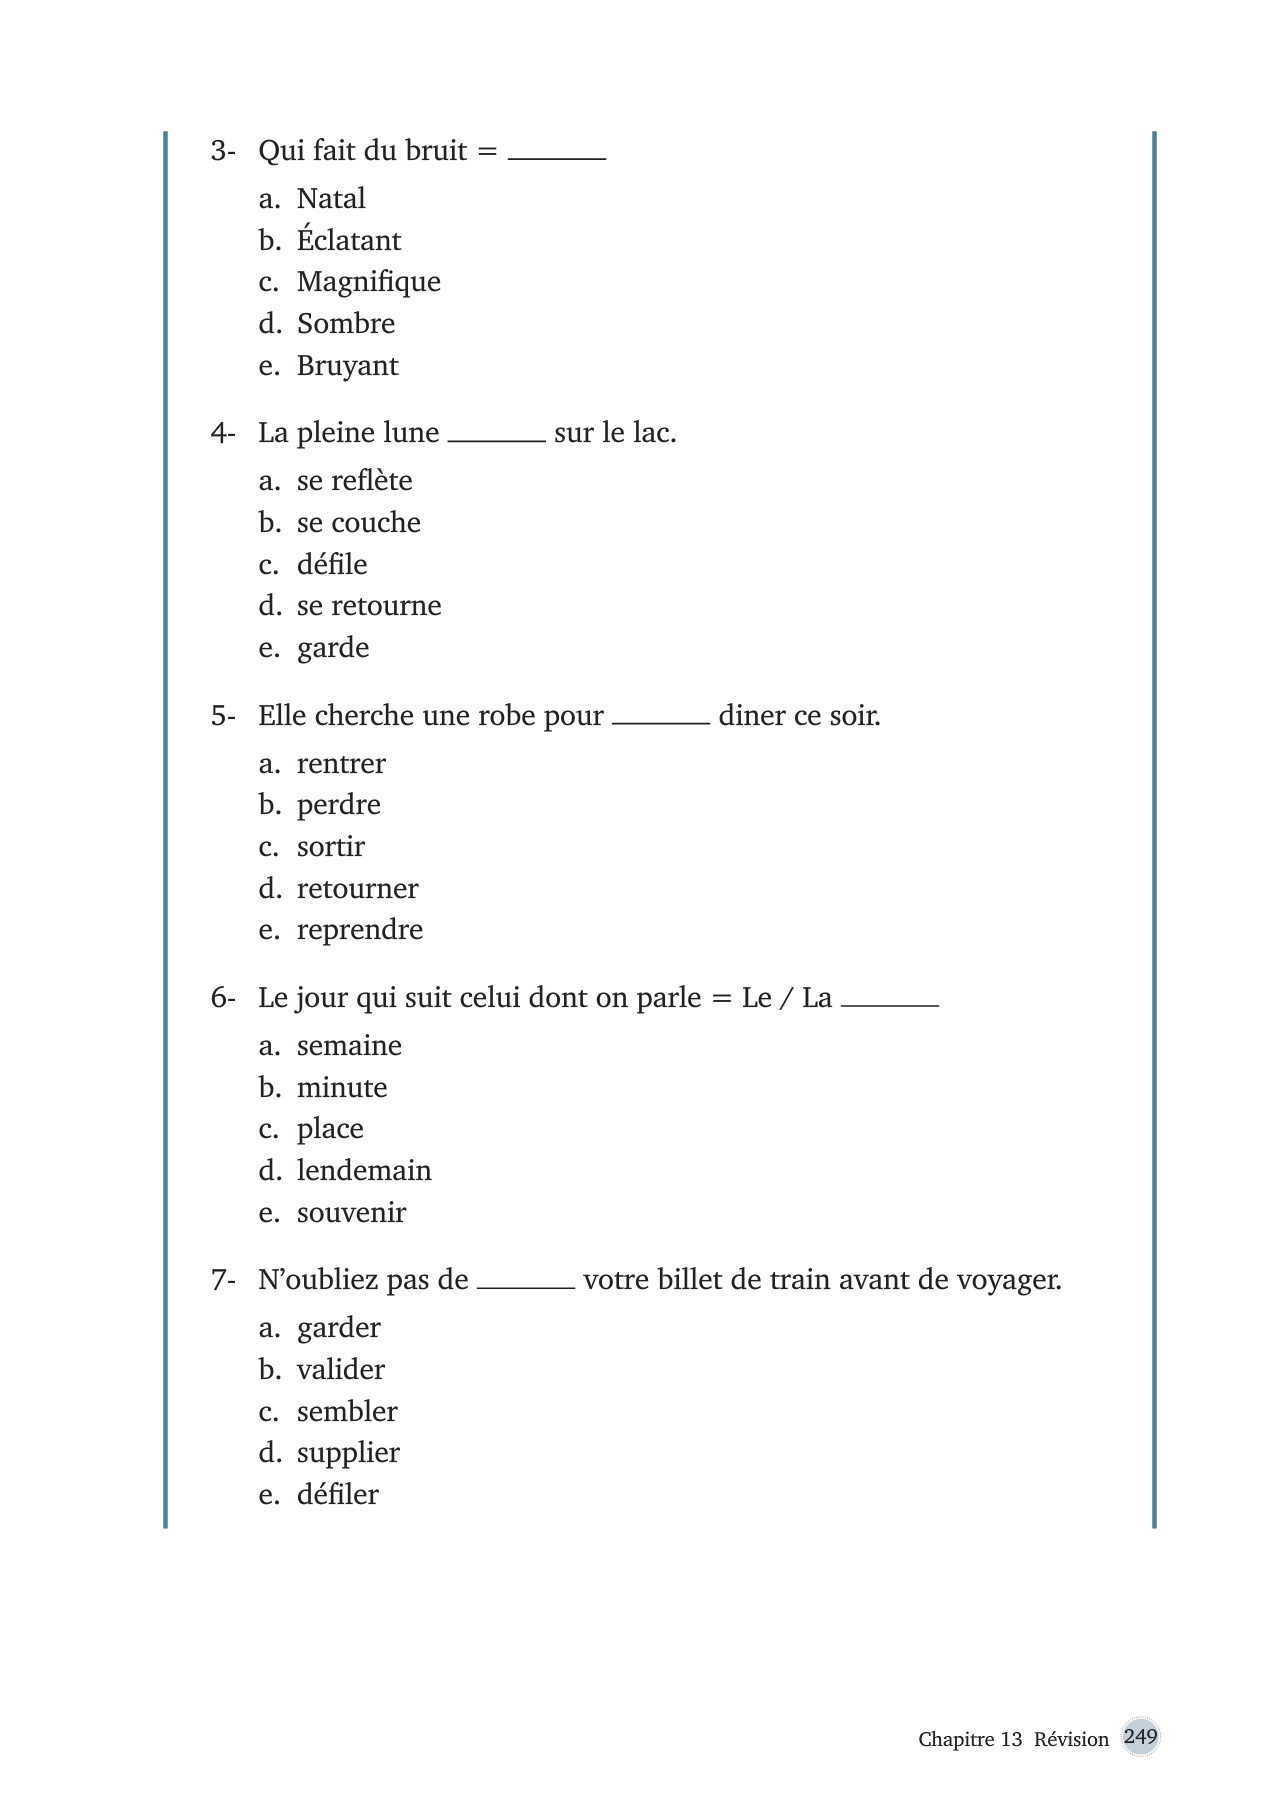 3- Qui fait du bruit = ______
a. Natal
b. Éclatant
c. Magnifique
d. Sombre
e. Bruyant
4- La pleine lune ______ sur le lac.
a. se reflète
b. se couche
c. défile
d. se retourne
e. garde
5- Elle cherche une robe pour ______ diner ce soir.
a. rentrer
b. perdre
c. sortir
d. retourner
e. reprendre
6- Le jour qui suit celui dont on parle = Le / La ______
a. semaine
b. minute
c. place
d. lendemain
e. souvenir
7- N’oubliez pas de ______ votre billet de train avant de voyager.
a. garder
b. valider
c. sembler
d. supplier
e. défiler
Chapitre 13 Révision 249